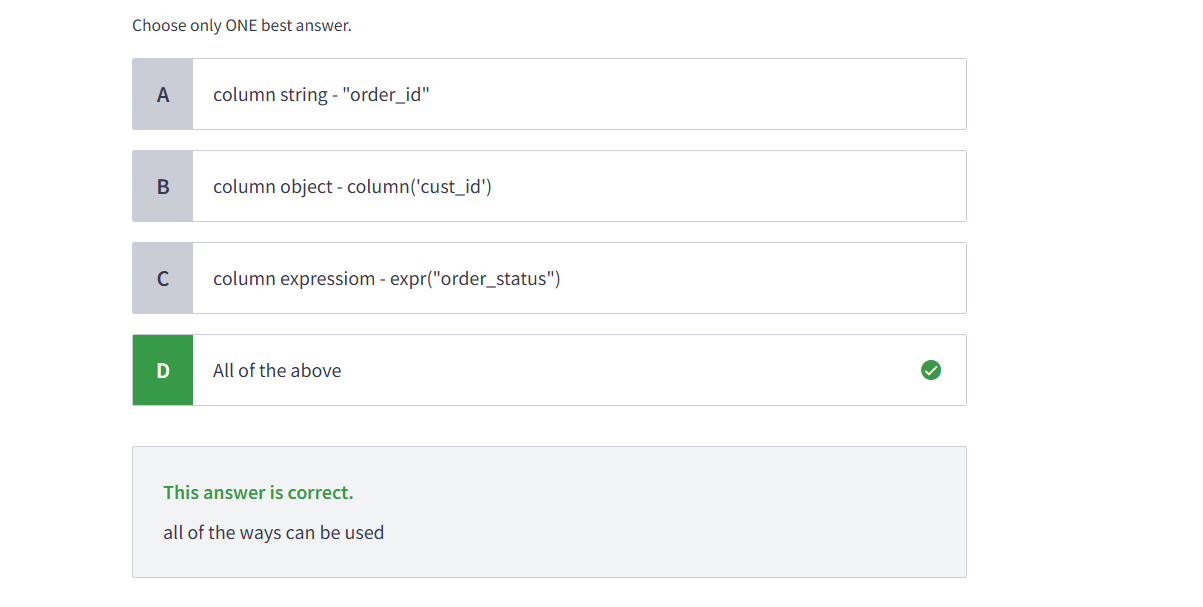 Choose only ONE best answer.
A
column string - "order_id"
B
column object - column('cust_id')
C
column expressiom - expr("order_status")
D
All of the above
This answer is correct.
all of the ways can be used